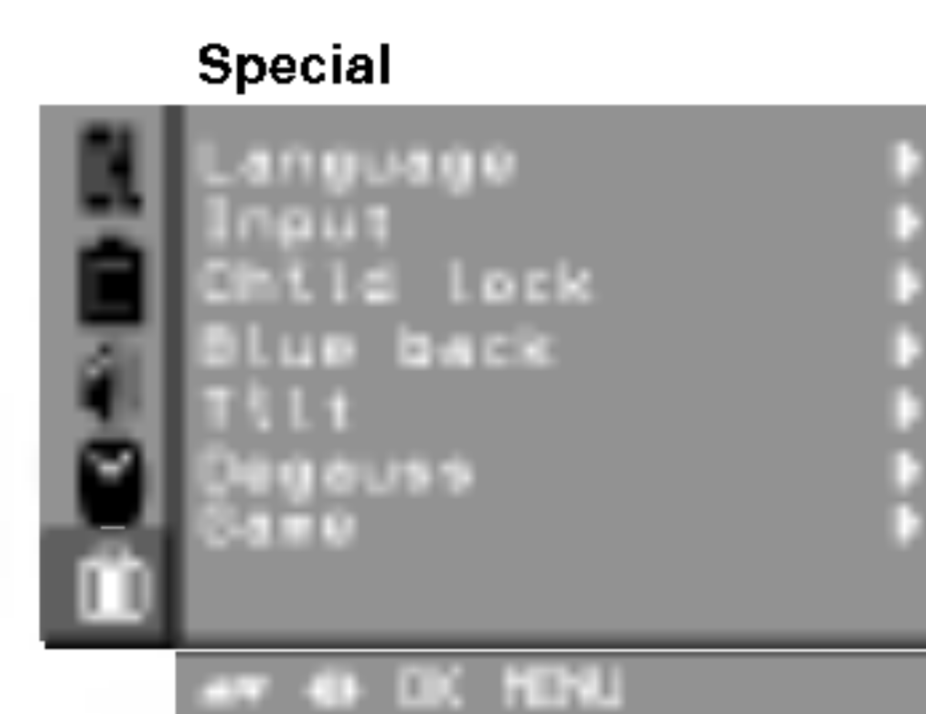 Special
Language
Input
Child lock
Blue back
Tilt
Degauss
Game
OK MENU